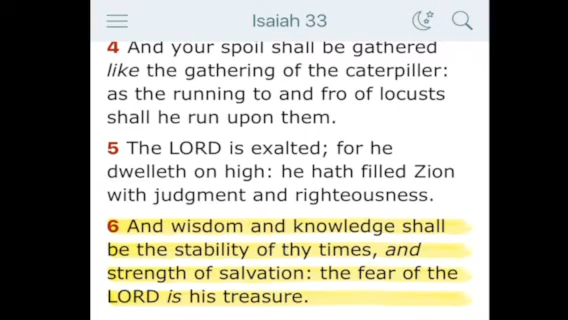 Isaiah 33
4 And your spoil shall be gathered
like the gathering of the caterpiller:
as the running to and fro of locusts
shall he run upon them.
5 The LORD is exalted; for he
dwelleth on high: he hath filled Zion
with judgment and righteousness.
6 And wisdom and knowledge shall
be the stability of thy times, and
strength of salvation: the fear of the
LORD is his treasure.